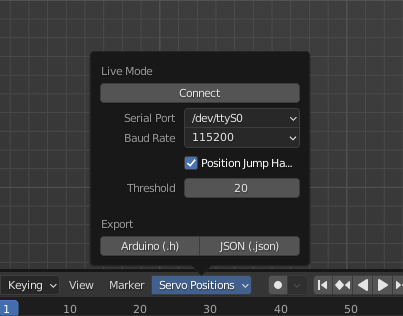 Live Mode
Connect
Serial Port /dev/ttyS0
Baud Rate 115200
Position Jump Ha...
Threshold 20
Export
Arduino (.h) JSON (.json)
Keying View Marker Servo Positions
1 10 20 30 40 50